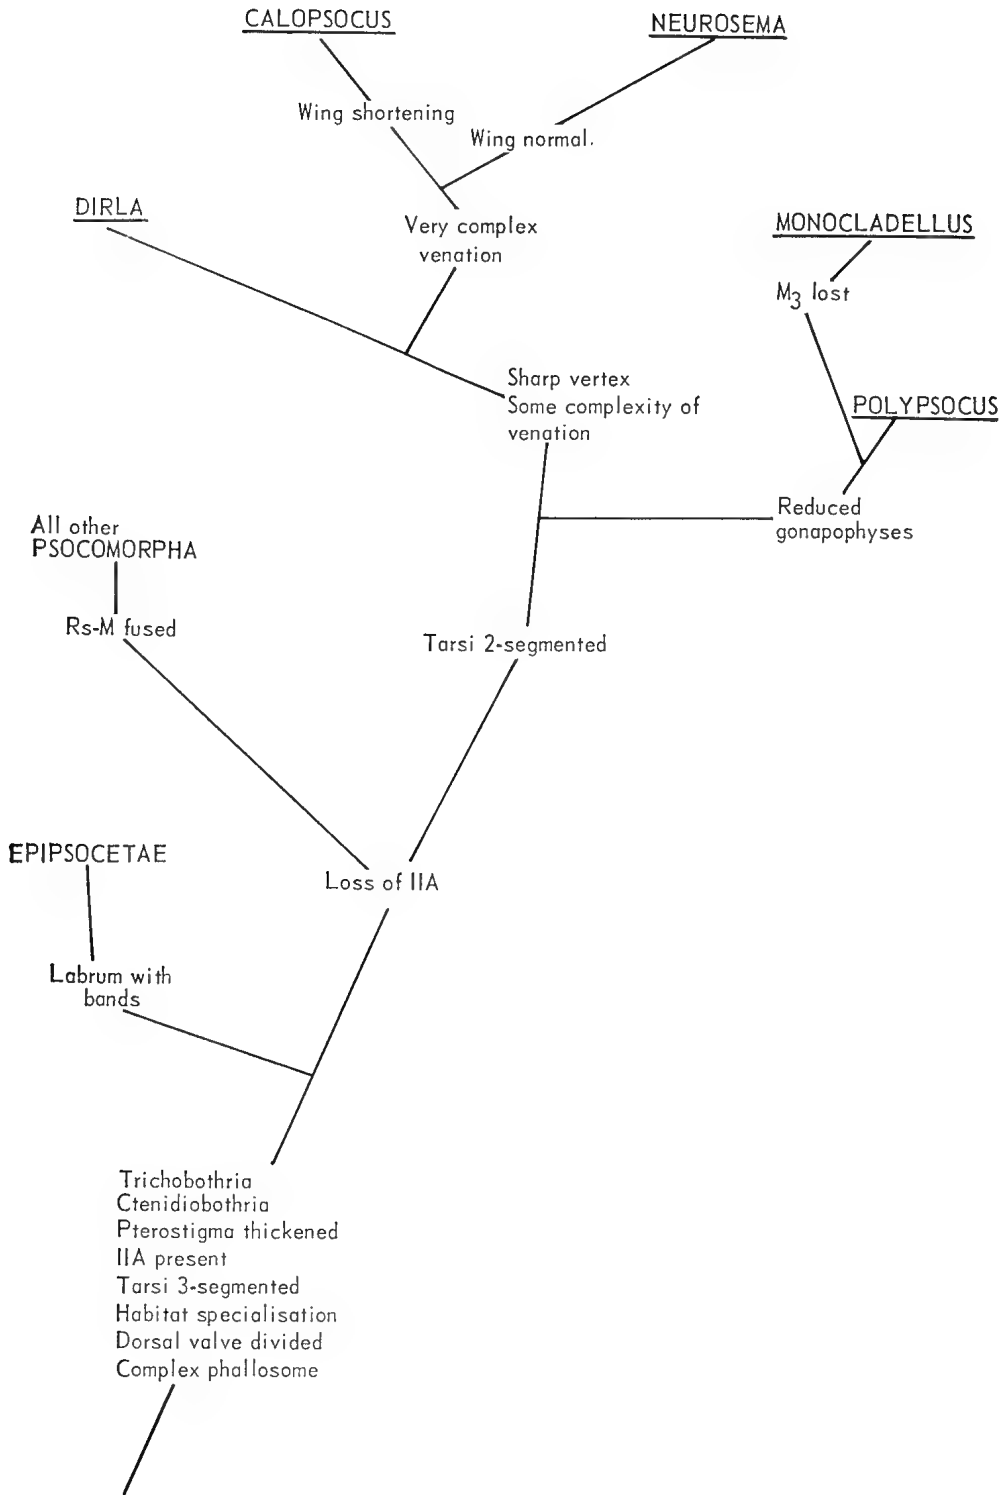 CALOPSOCUS
NEUROSEMA
Wing shortening
Wing normal.
DIRLA
Very complex
venation
MONOCLADELLUS
M3 lost
Sharp vertex
Some complexity of
venation
POLYPSOCUS
Reduced
gonapophyses
All other
PSOCOMORPHA
Rs-M fused
Tarsi 2-segmented
EPIPSOCETAE
Loss of IIA
Labrum with
bands
Trichobothria
Ctenidiobothria
Pterostigma thickened
IIA present
Tarsi 3-segmented
Habitat specialisation
Dorsal valve divided
Complex phallosome